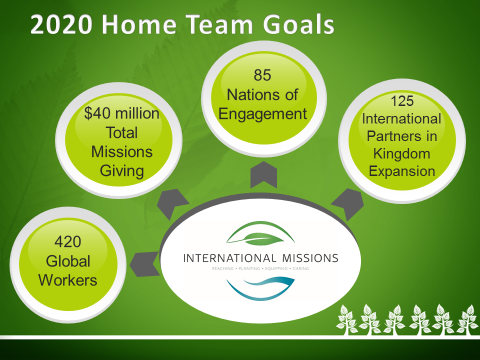 2020 Home Team Goals
85
Nations of
Engagement
$40 million
Total
Missions
Giving
125
International
Partners in
Kingdom
Expansion
420
Global
Workers
INTERNATIONAL MISSIONS
REACHING • PLANTING • EQUIPPING • CARING